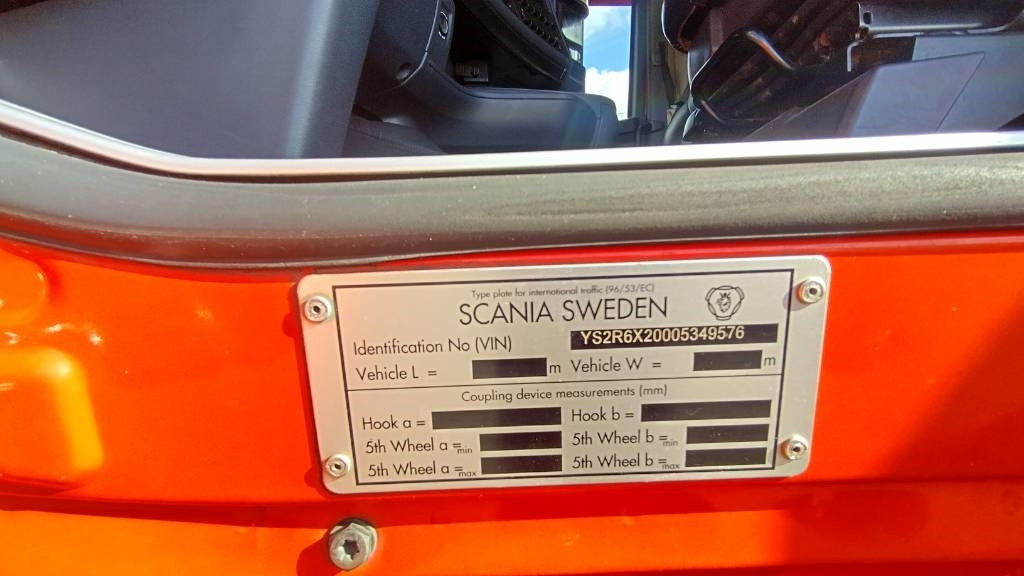 Type plate for international traffic (96/53/EC)
SCANIA SWEDEN
Identification No (VIN) YS2R6X20005349576
Vehicle L = m Vehicle W = m
Coupling device measurements (mm)
Hook a = Hook b =
5th Wheel a = min 5th Wheel b = min
5th Wheel a = max 5th Wheel b = max